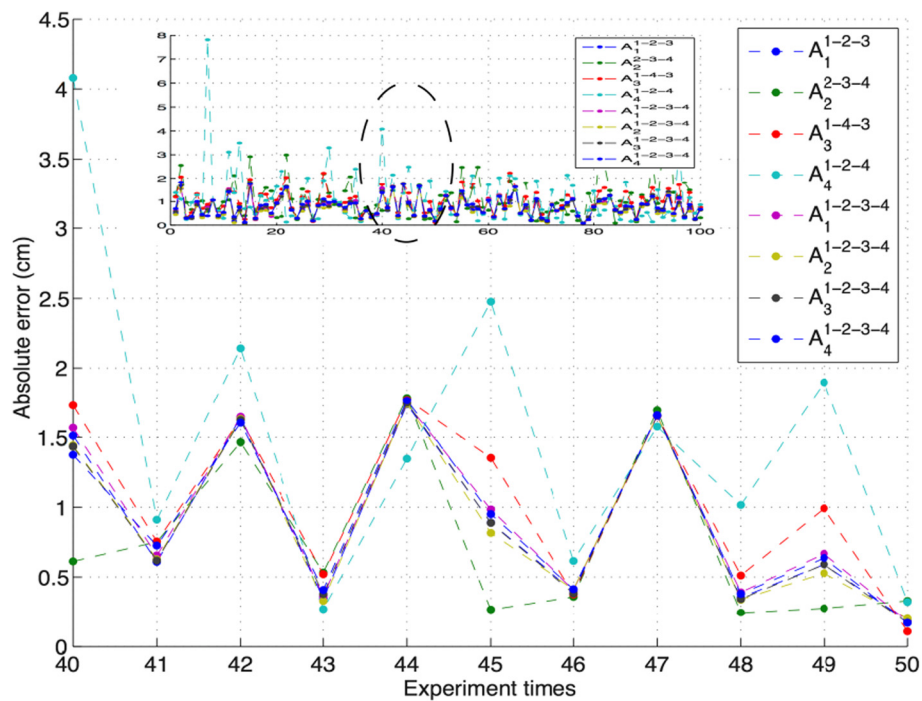 4.5
4
3.5
3
2.5
2
1.5
1
0.5
0
Absolute error (cm)
40 41 42 43 44 45 46 47 48 49 50
Experiment times
8
7
6
5
4
3
2
1
0
0 20 40 60 80 100
A₁¹⁻²⁻³
A₂²⁻³⁻⁴
A₃¹⁻⁴⁻³
A₄¹⁻²⁻⁴
A₁¹⁻²⁻³⁻⁴
A₂¹⁻²⁻³⁻⁴
A₃¹⁻²⁻³⁻⁴
A₄¹⁻²⁻³⁻⁴
A₁¹⁻²⁻³
A₂²⁻³⁻⁴
A₃¹⁻⁴⁻³
A₄¹⁻²⁻⁴
A₁¹⁻²⁻³⁻⁴
A₂¹⁻²⁻³⁻⁴
A₃¹⁻²⁻³⁻⁴
A₄¹⁻²⁻³⁻⁴